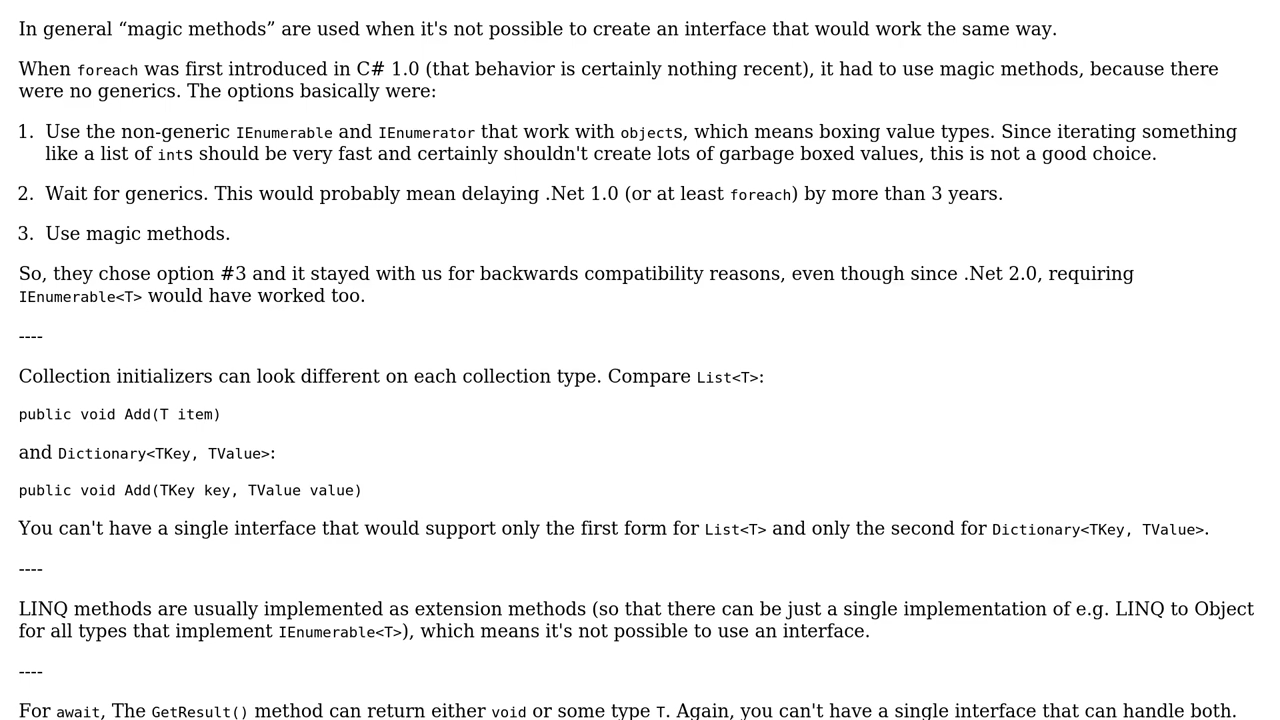 In general “magic methods” are used when it's not possible to create an interface that would work the same way.
When foreach was first introduced in C# 1.0 (that behavior is certainly nothing recent), it had to use magic methods, because there
were no generics. The options basically were:
1. Use the non-generic IEnumerable and IEnumerator that work with objects, which means boxing value types. Since iterating something
like a list of ints should be very fast and certainly shouldn't create lots of garbage boxed values, this is not a good choice.
2. Wait for generics. This would probably mean delaying .Net 1.0 (or at least foreach) by more than 3 years.
3. Use magic methods.
So, they chose option #3 and it stayed with us for backwards compatibility reasons, even though since .Net 2.0, requiring
IEnumerable<T> would have worked too.
----
Collection initializers can look different on each collection type. Compare List<T>:
public void Add(T item)
and Dictionary<TKey, TValue>:
public void Add(TKey key, TValue value)
You can't have a single interface that would support only the first form for List<T> and only the second for Dictionary<TKey, TValue>.
----
LINQ methods are usually implemented as extension methods (so that there can be just a single implementation of e.g. LINQ to Object
for all types that implement IEnumerable<T>), which means it's not possible to use an interface.
----
For await, The GetResult() method can return either void or some type T. Again, you can't have a single interface that can handle both.